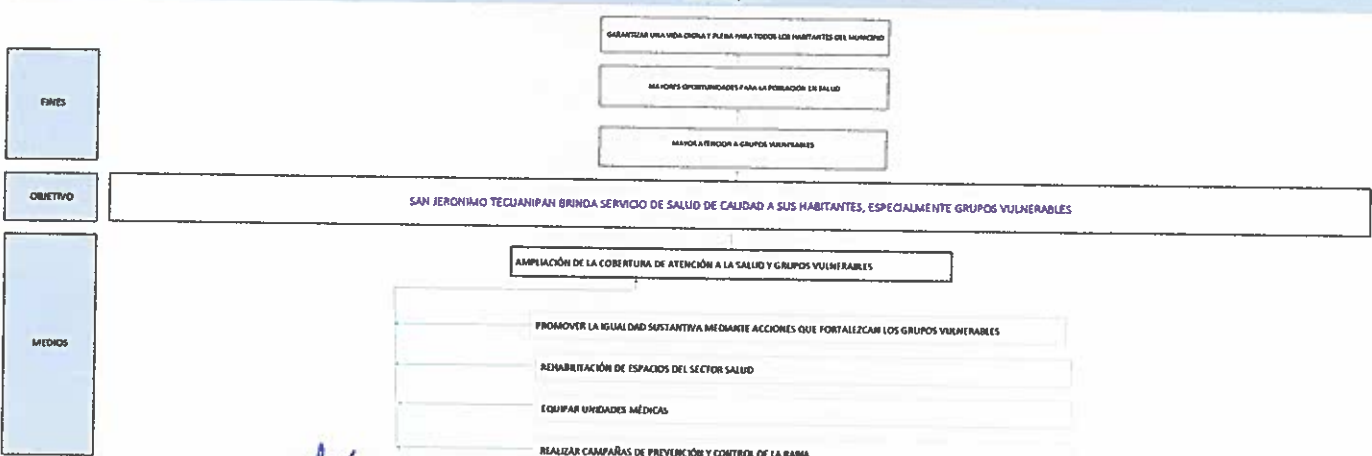 GARANTIZAR UNA VIDA DIGNA Y PLENA PARA TODOS LOS HABITANTES DEL MUNICIPIO
MAYORES OPORTUNIDADES PARA LA POBLACIÓN EN SALUD
FINES
MAYOR ATENCION A GRUPOS VULNERABLES
OBJETIVO
SAN JERONIMO TECUANIPAN BRINDA SERVICIO DE SALUD DE CALIDAD A SUS HABITANTES, ESPECIALMENTE GRUPOS VULNERABLES
AMPLIACIÓN DE LA COBERTURA DE ATENCIÓN A LA SALUD Y GRUPOS VULNERABLES
PROMOVER LA IGUALDAD SUSTANTIVA MEDIANTE ACCIONES QUE FORTALEZCAN LOS GRUPOS VULNERABLES
MEDIOS
REHABILITACIÓN DE ESPACIOS DEL SECTOR SALUD
EQUIPAR UNIDADES MÉDICAS
REALIZAR CAMPAÑAS DE PREVENCIÓN Y CONTROL DE LA RABIA